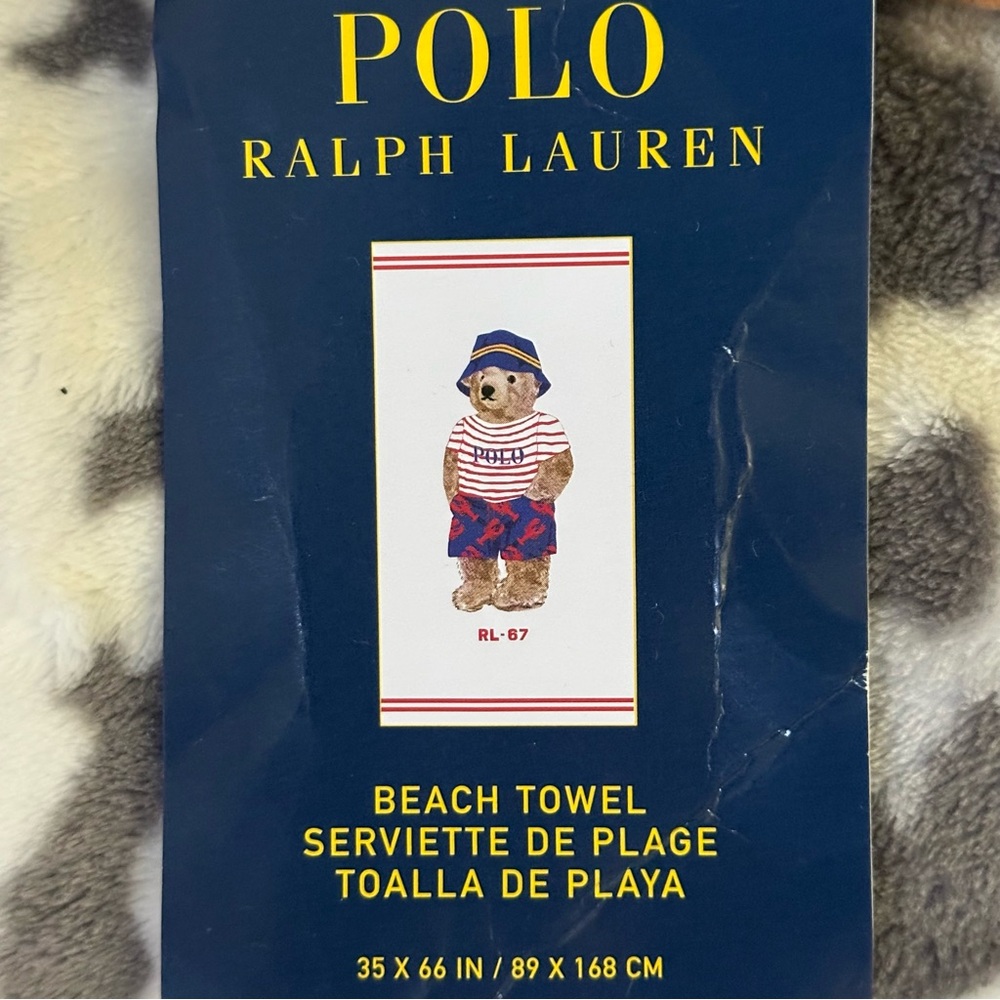 POLO
RALPH LAUREN
POLO
RL-67
BEACH TOWEL
SERVIETTE DE PLAGE
TOALLA DE PLAYA
35 X 66 IN / 89 X 168 CM